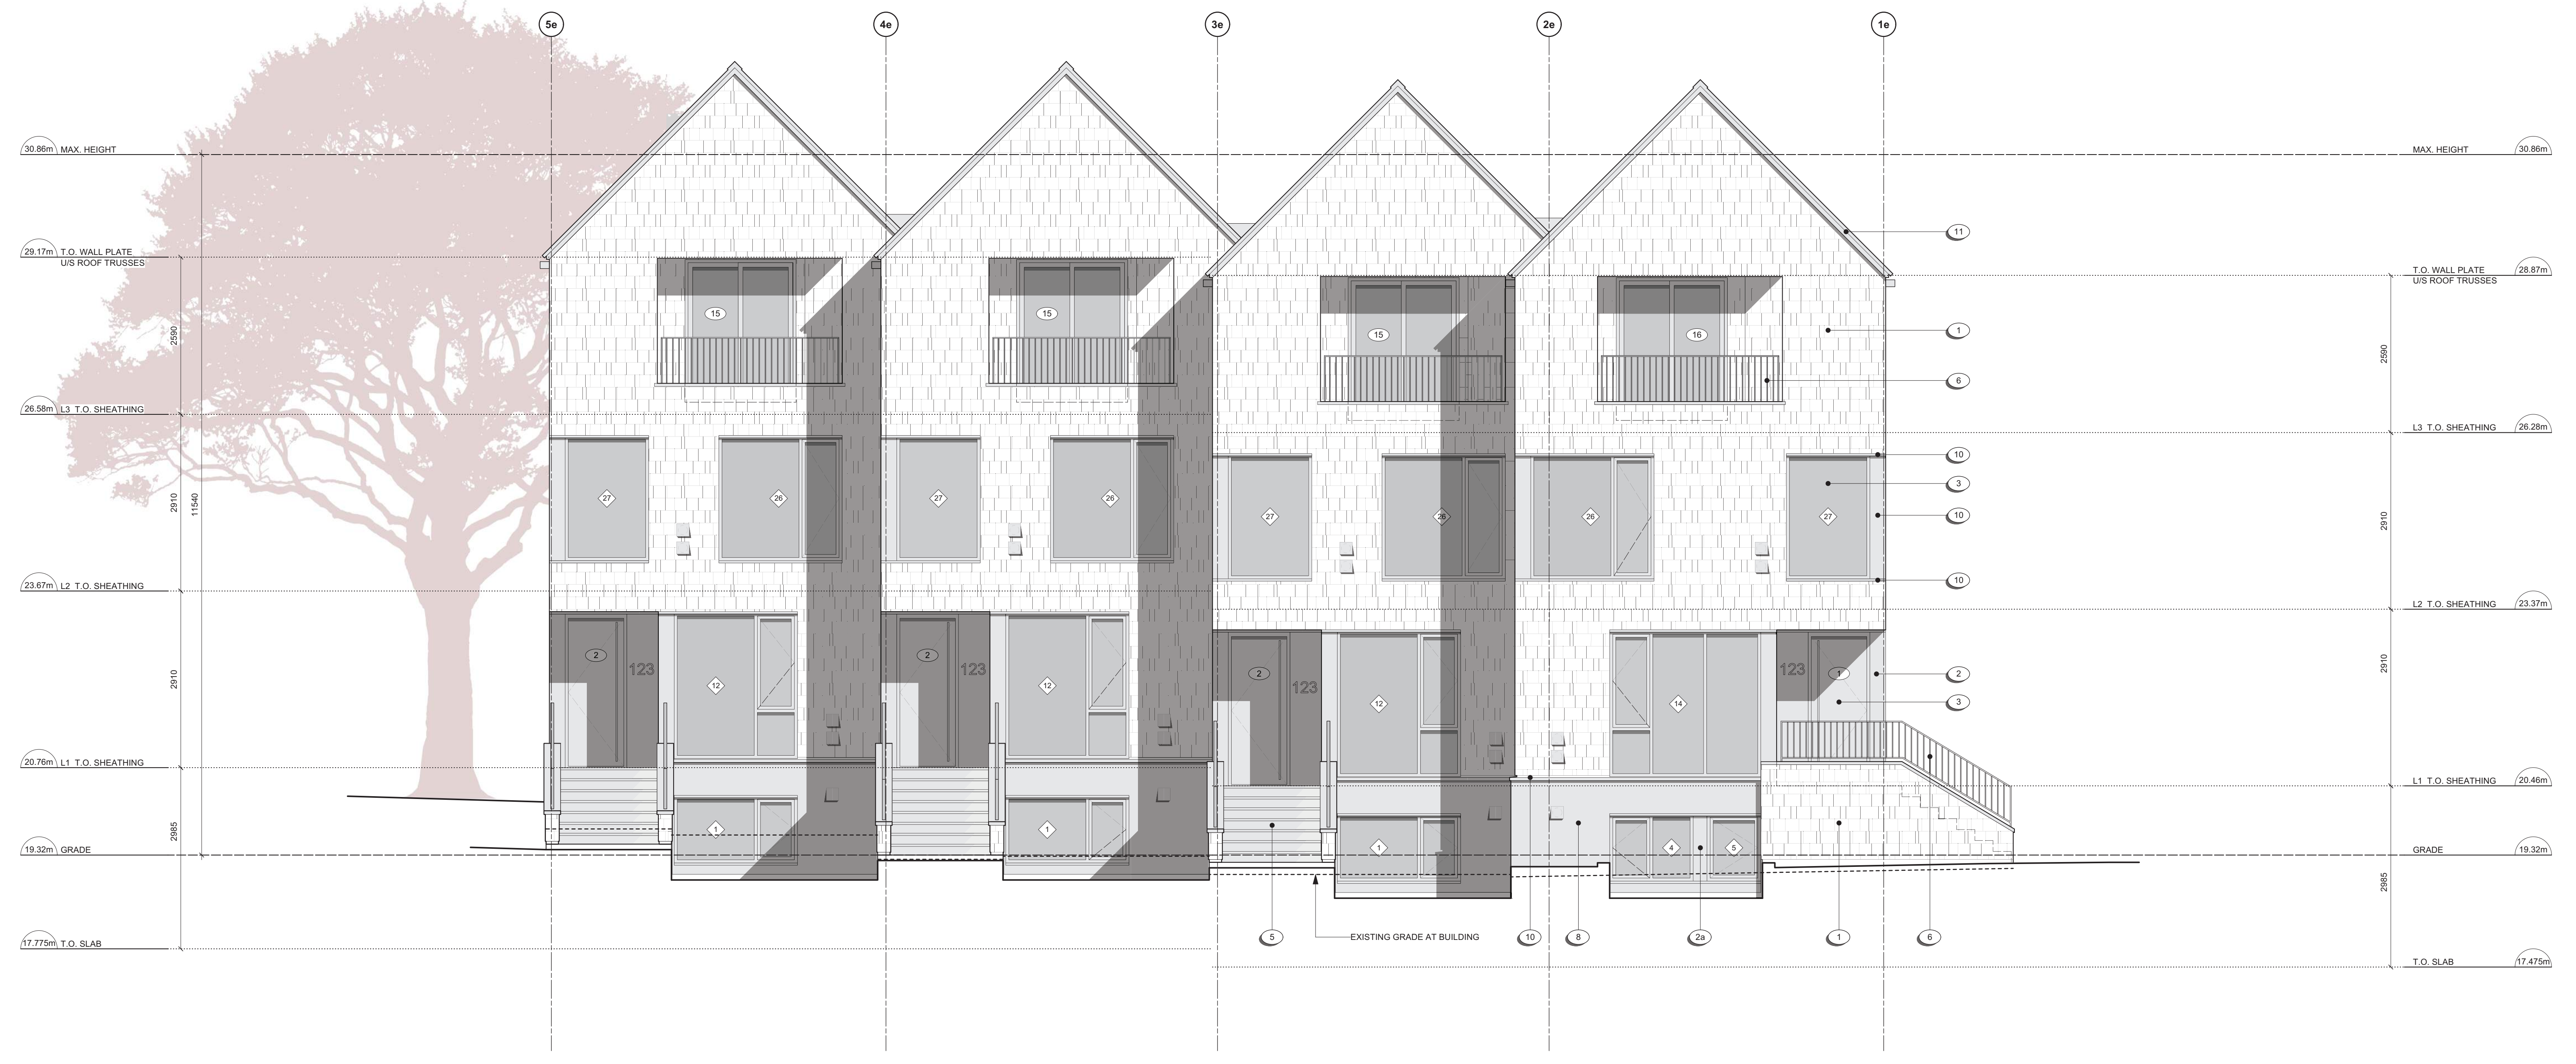 5e
4e
3e
2e
1e
30.86m MAX. HEIGHT
MAX. HEIGHT 30.86m
11
29.17m T.O. WALL PLATE
U/S ROOF TRUSSES
T.O. WALL PLATE 28.87m
U/S ROOF TRUSSES
15
15
15
16
1
2590
2590
6
26.58m L3 T.O. SHEATHING
L3 T.O. SHEATHING 26.28m
10
3
27
26
27
26
27
26
26
27
10
2910
11540
2910
10
23.67m L2 T.O. SHEATHING
L2 T.O. SHEATHING 23.37m
2
123
2
123
2
123
123
1
2
12
12
12
14
3
2910
2910
6
20.76m L1 T.O. SHEATHING
L1 T.O. SHEATHING 20.46m
10
5
8
1
1
1
1
4
5
2985
2985
19.32m GRADE
GRADE 19.32m
EXISTING GRADE AT BUILDING
2a
17.775m T.O. SLAB
T.O. SLAB 17.475m